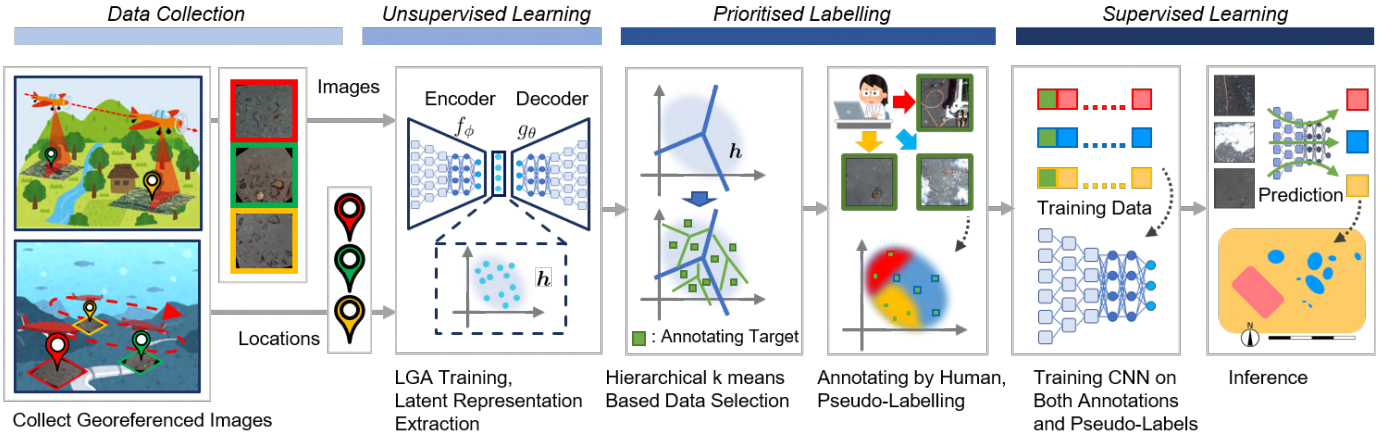 Data Collection
Unsupervised Learning
Prioritised Labelling
Supervised Learning
Images
Locations
Collect Georeferenced Images
Encoder
Decoder
fϕ
gθ
h
LGA Training,
Latent Representation
Extraction
h
: Annotating Target
Hierarchical k means
Based Data Selection
Annotating by Human,
Pseudo-Labelling
Training Data
Training CNN on
Both Annotations
and Pseudo-Labels
Prediction
N
Inference